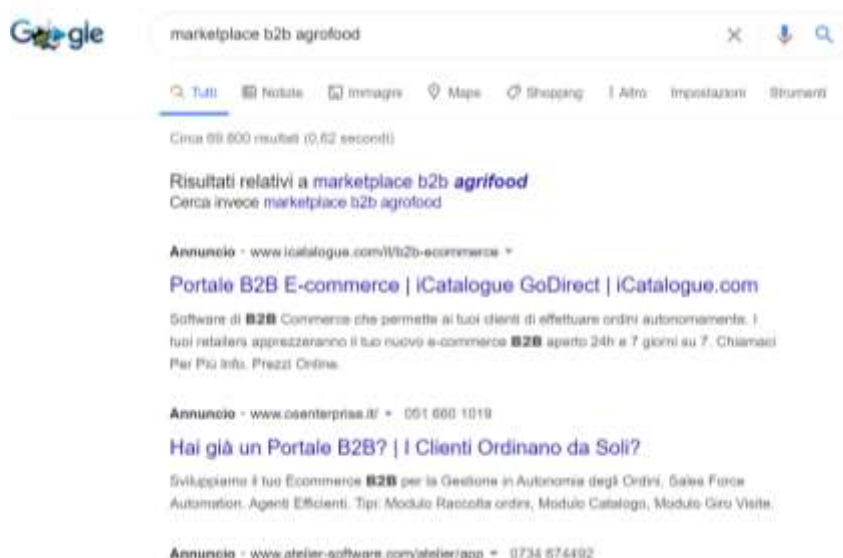 Google
marketplace b2b agrofood
Tutti Notizie Immagini Maps Shopping Altro Impostazioni Strumenti
Circa 69.600 risultati (0,62 secondi)
Risultati relativi a marketplace b2b agrifood
Cerca invece marketplace b2b agrofood
Annuncio · www.icatalogue.com/it/b2b-ecommerce
Portale B2B E-commerce | iCatalogue GoDirect | iCatalogue.com
Software di B2B Commerce che permette ai tuoi clienti di effettuare ordini autonomamente. I
tuoi retailers apprezzeranno il tuo nuovo e-commerce B2B aperto 24h e 7 giorni su 7. Chiamaci
Per Più Info. Prezzi Online.
Annuncio · www.osenterprise.it/ 051 660 1019
Hai già un Portale B2B? | I Clienti Ordinano da Soli?
Sviluppiamo il tuo Ecommerce B2B per la Gestione in Autonomia degli Ordini, Sales Force
Automation. Agenti Efficienti. Tipi: Modulo Raccolta ordini, Modulo Catalogo, Modulo Giro Visite.
Annuncio · www.atelier-software.com/atelier/app 0734 874492